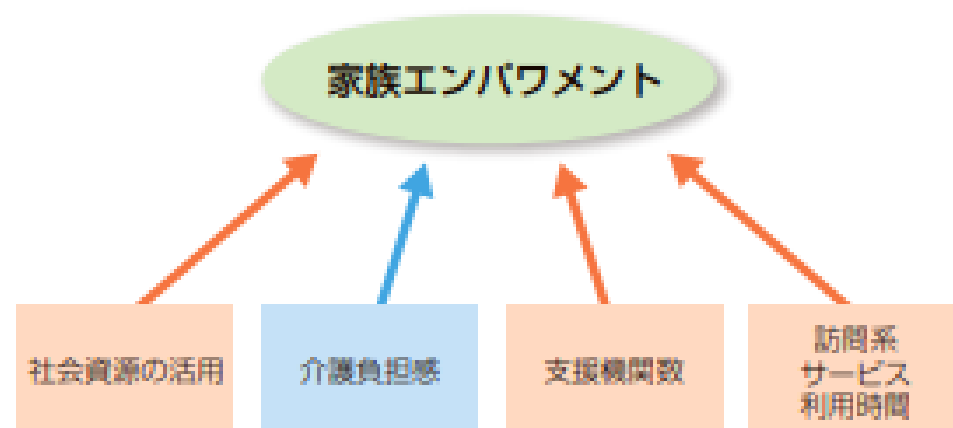 家族エンパワメント
社会資源の活用
介護負担感
支援機関数
訪問系
サービス
利用時間